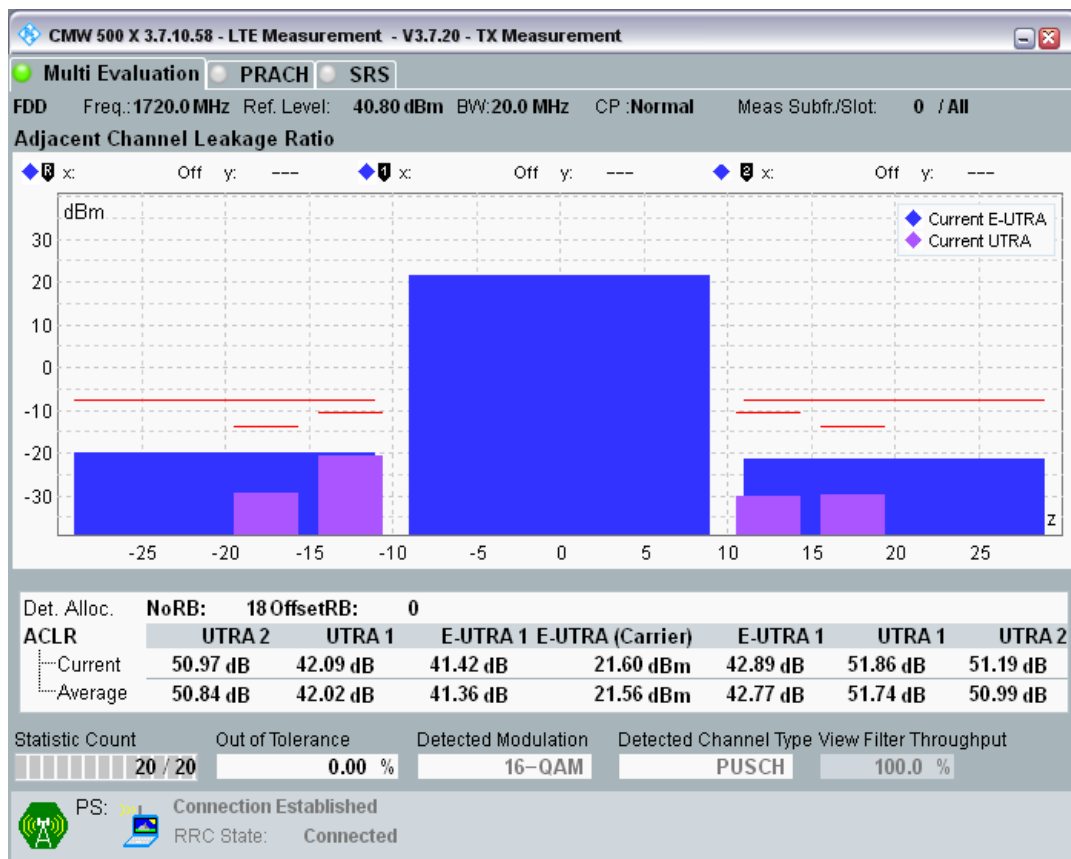 CMW 500 X 3.7.10.58 - LTE Measurement - V3.7.20 - TX Measurement
Multi Evaluation PRACH SRS
FDD Freq.:1720.0 MHz Ref. Level: 40.80 dBm BW:20.0 MHz CP :Normal Meas Subfr./Slot: 0 / All
Adjacent Channel Leakage Ratio
R x: Off y: --- 1 x: Off y: --- 2 x: Off y: ---
dBm
Current E-UTRA
Current UTRA
30
20
10
0
-10
-20
-30
z
-25 -20 -15 -10 -5 0 5 10 15 20 25
Det. Alloc. NoRB: 18 OffsetRB: 0
ACLR UTRA 2 UTRA 1 E-UTRA 1 E-UTRA (Carrier) E-UTRA 1 UTRA 1 UTRA 2
Current 50.97 dB 42.09 dB 41.42 dB 21.60 dBm 42.89 dB 51.86 dB 51.19 dB
Average 50.84 dB 42.02 dB 41.36 dB 21.56 dBm 42.77 dB 51.74 dB 50.99 dB
Statistic Count Out of Tolerance Detected Modulation Detected Channel Type View Filter Throughput
20 / 20 0.00 % 16-QAM PUSCH 100.0 %
PS: Connection Established
RRC State: Connected